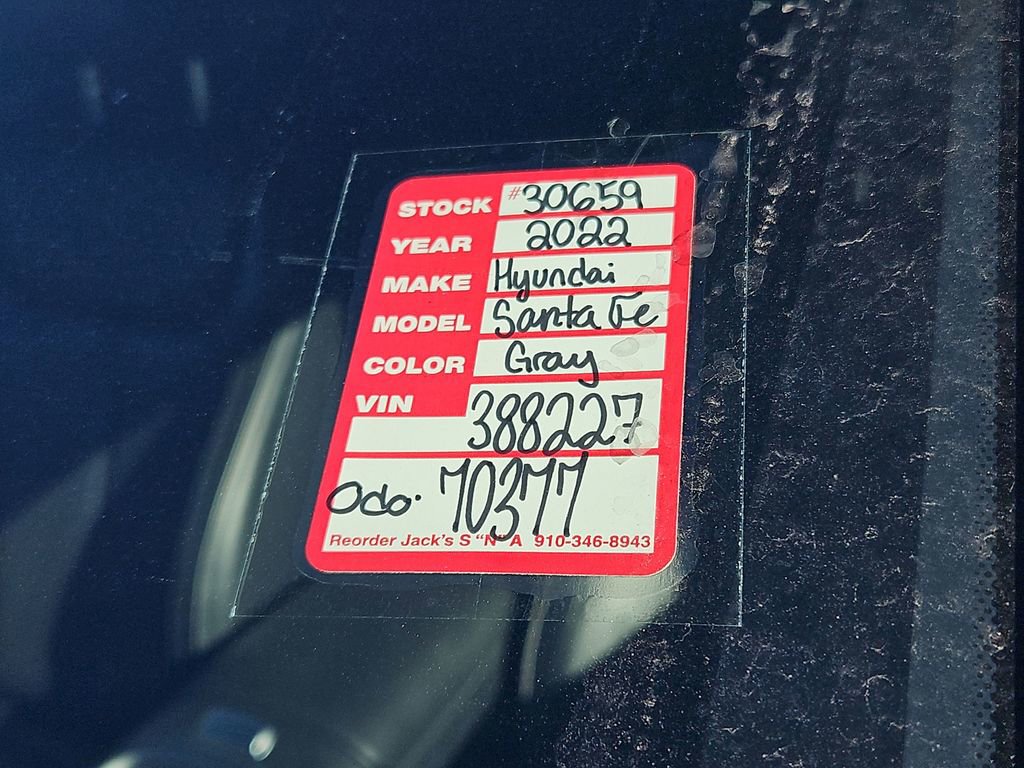 STOCK #30659
YEAR 2022
MAKE Hyundai
MODEL Santa Fe
COLOR Gray
VIN 388227
Odo. 70377
Reorder Jack's S "N" A 910-346-8943